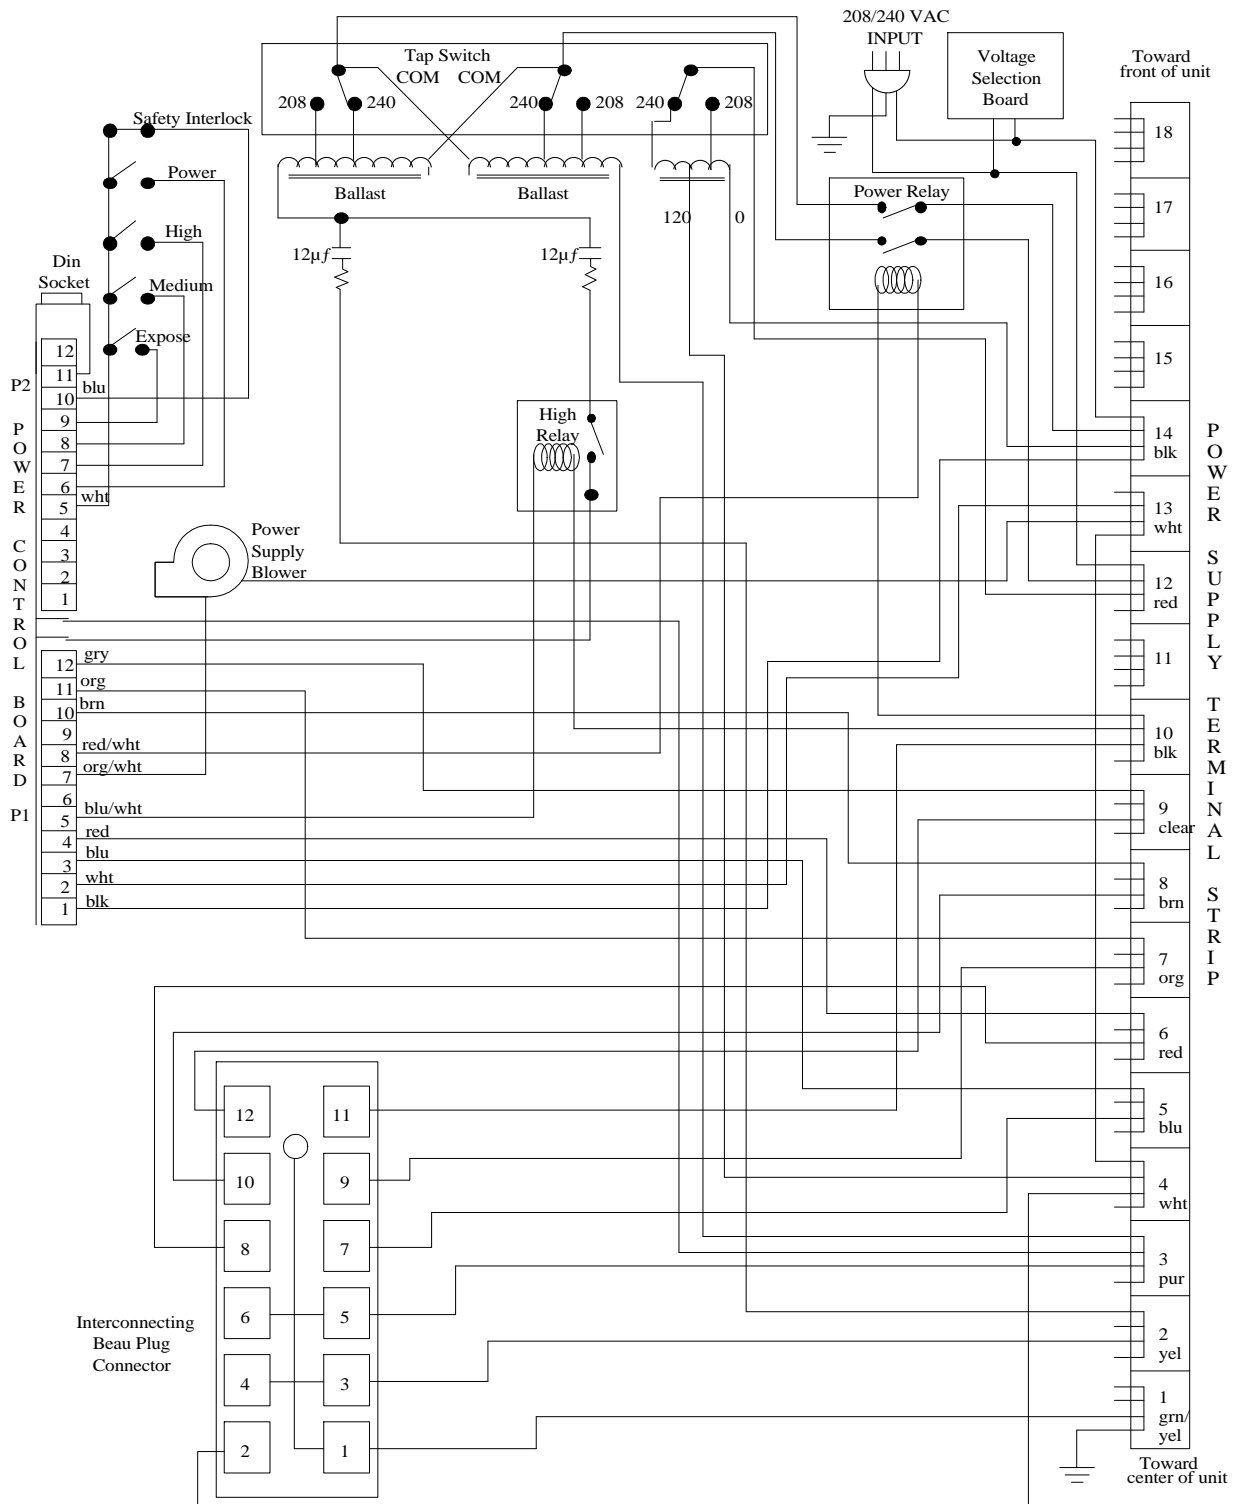 208/240 VAC
INPUT
Voltage
Selection
Board
Toward
front of unit
Tap Switch
COM COM
208 240 240 208 240 208
Ballast Ballast
120 0
12µf 12µf
Power Relay
High
Relay
Safety Interlock
Power
High
Medium
Expose
Din
Socket
P2
12
11
10 blu
9
8
7
6
5 wht
4
3
2
1
Power
Supply
Blower
POWER CONTROL BOARD
P1
12 gry
11 org
10 brn
9
8 red/wht
7 org/wht
6
5 blu/wht
4 red
3 blu
2 wht
1 blk
18
17
16
15
14
blk
13
wht
12
red
11
10
blk
9
clear
8
brn
7
org
6
red
5
blu
4
wht
3
pur
2
yel
1
grn/
yel
POWER SUPPLY TERMINAL STRIP
Toward
center of unit
Interconnecting
Beau Plug
Connector
12 11
10 9
8 7
6 5
4 3
2 1